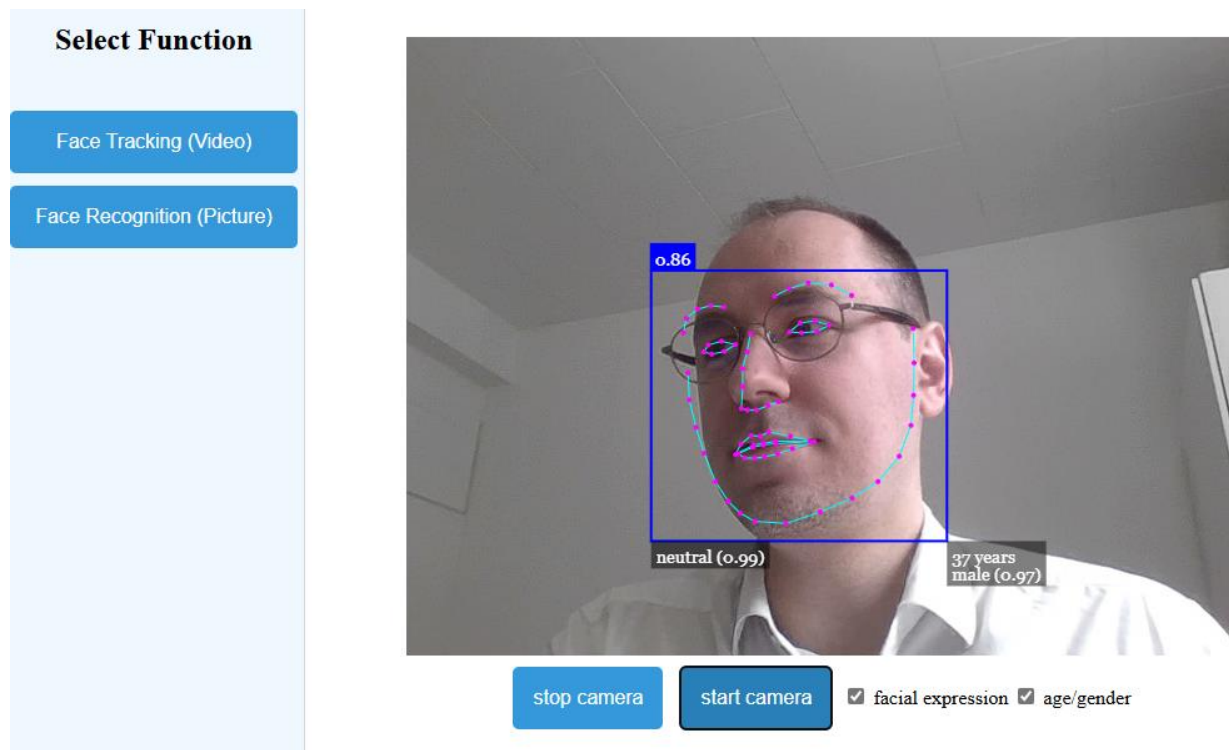 Select Function
Face Tracking (Video)
Face Recognition (Picture)
0.86
neutral (0.99)
37 years
male (0.97)
stop camera
start camera
facial expression
age/gender